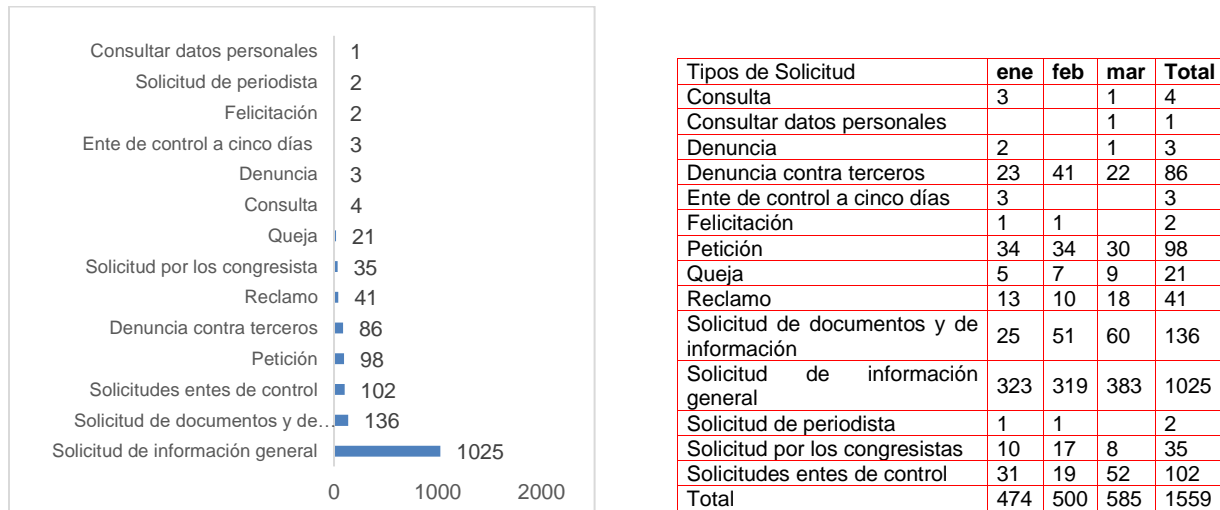 Consultar datos personales 1
Solicitud de periodista 2
Felicitación 2
Ente de control a cinco días 3
Denuncia 3
Consulta 4
Queja 21
Solicitud por los congresista 35
Reclamo 41
Denuncia contra terceros 86
Petición 98
Solicitudes entes de control 102
Solicitud de documentos y de… 136
Solicitud de información general 1025
0 1000 2000
Tipos de Solicitud ene feb mar Total
Consulta 3 1 4
Consultar datos personales 1 1
Denuncia 2 1 3
Denuncia contra terceros 23 41 22 86
Ente de control a cinco días 3 3
Felicitación 1 1 2
Petición 34 34 30 98
Queja 5 7 9 21
Reclamo 13 10 18 41
Solicitud de documentos y de
información 25 51 60 136
Solicitud de información
general 323 319 383 1025
Solicitud de periodista 1 1 2
Solicitud por los congresistas 10 17 8 35
Solicitudes entes de control 31 19 52 102
Total 474 500 585 1559